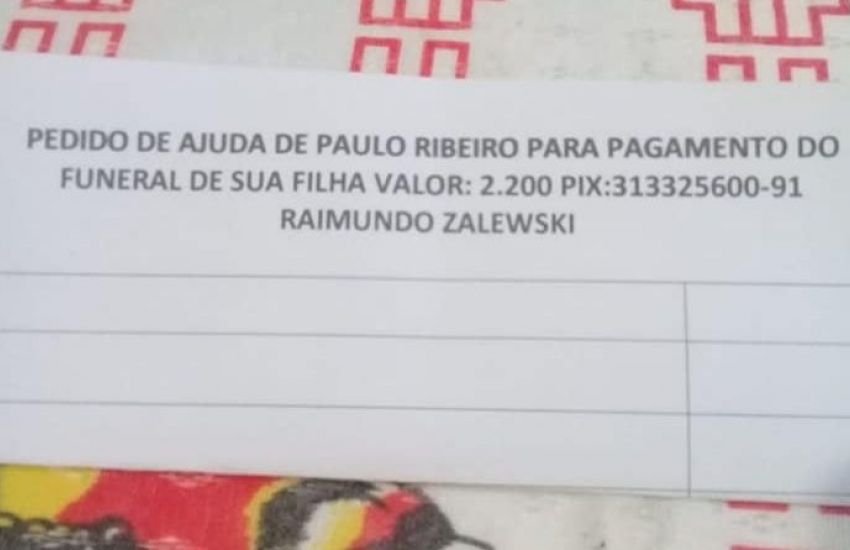 PEDIDO DE AJUDA DE PAULO RIBEIRO PARA PAGAMENTO DO
FUNERAL DE SUA FILHA VALOR: 2.200 PIX:313325600-91
RAIMUNDO ZALEWSKI